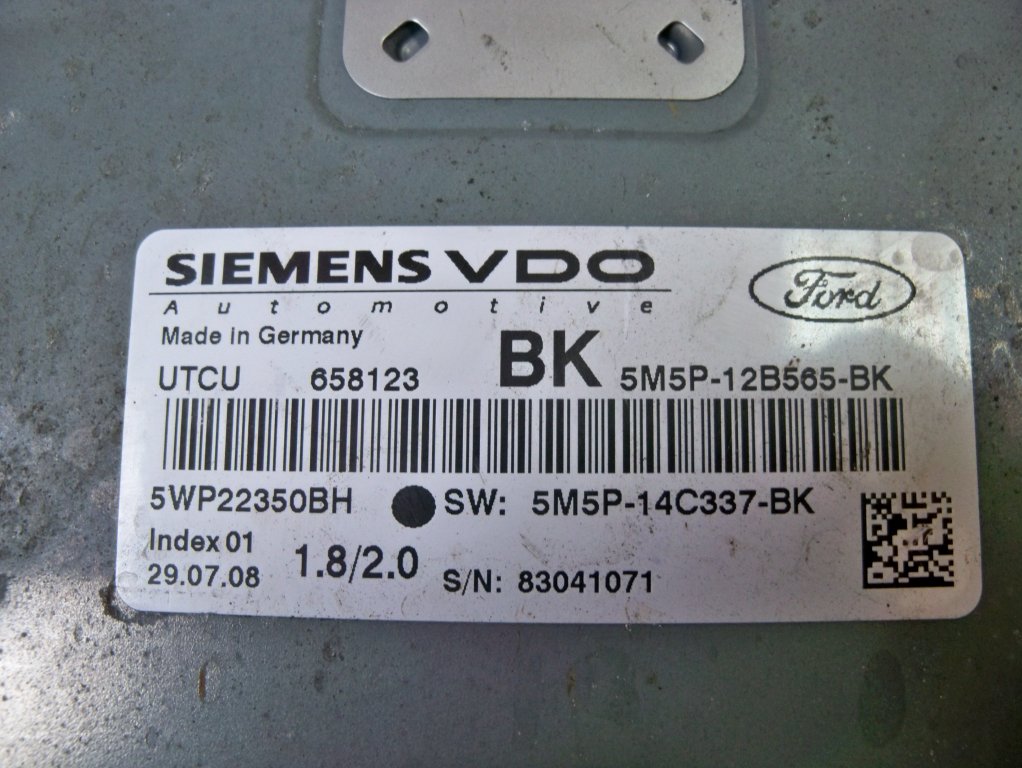 SIEMENS VDO
Automotive
Ford
Made in Germany
BK
UTCU 658123 5M5P-12B565-BK
5WP22350BH SW: 5M5P-14C337-BK
Index 01
29.07.08 1.8/2.0 S/N: 83041071